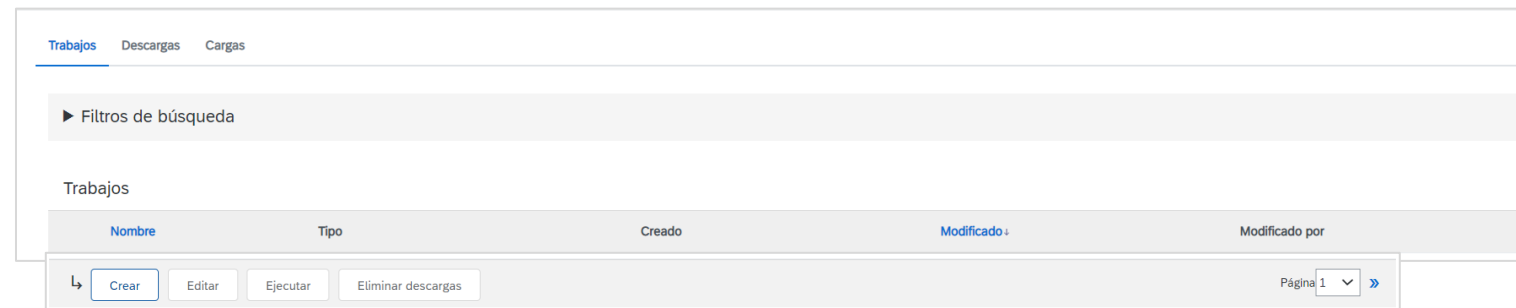 Trabajos Descargas Cargas
▶ Filtros de búsqueda
Trabajos
Nombre Tipo Creado Modificado↓ Modificado por
↳ Crear Editar Ejecutar Eliminar descargas Página 1 »